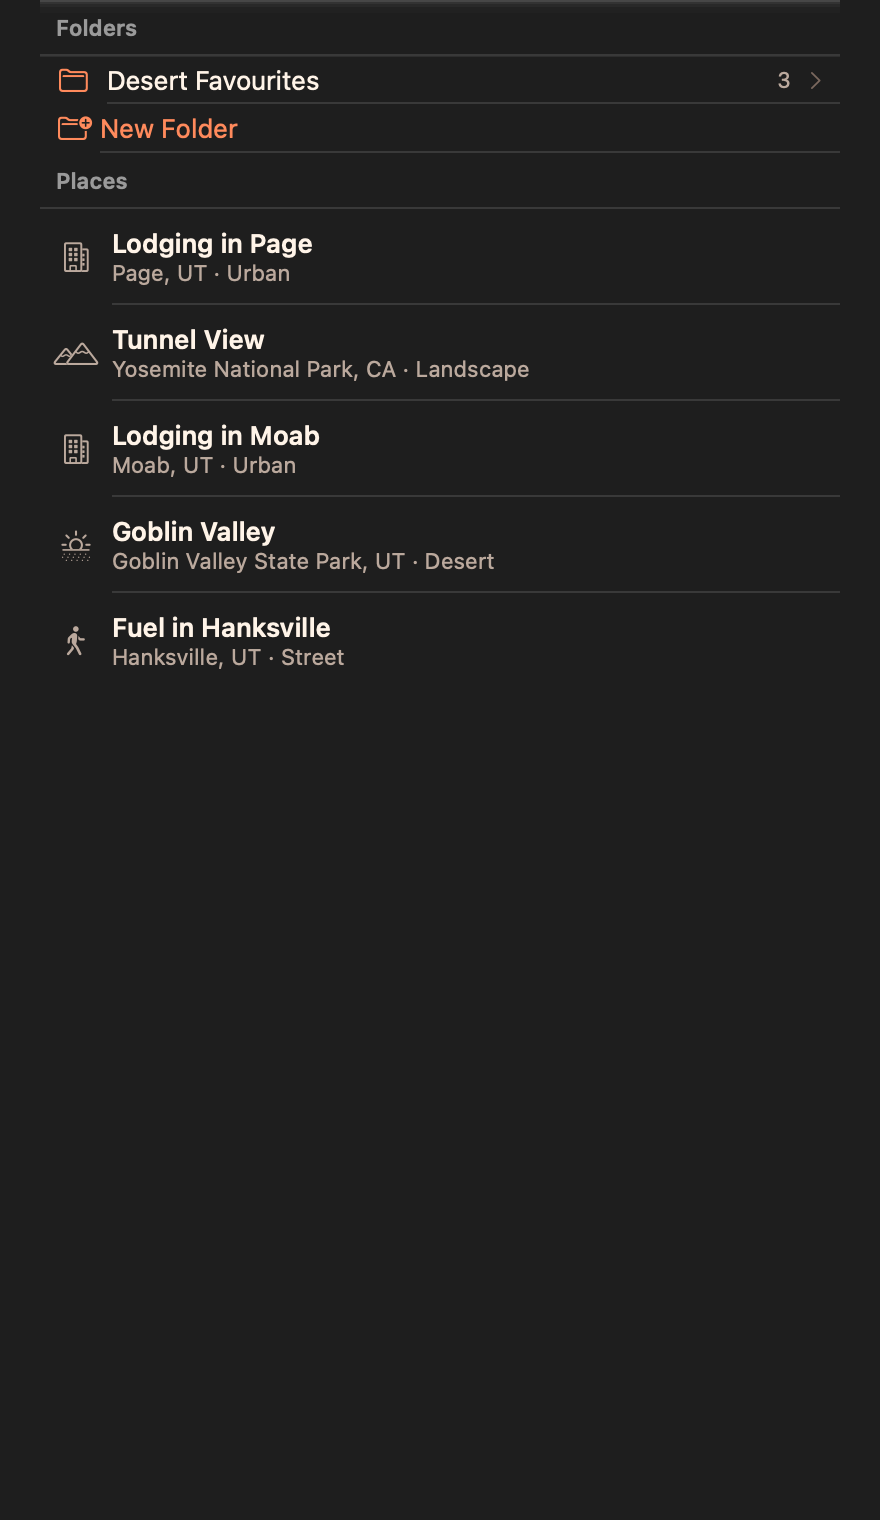 Folders
Desert Favourites 3
New Folder
Places
Lodging in Page
Page, UT · Urban
Tunnel View
Yosemite National Park, CA · Landscape
Lodging in Moab
Moab, UT · Urban
Goblin Valley
Goblin Valley State Park, UT · Desert
Fuel in Hanksville
Hanksville, UT · Street